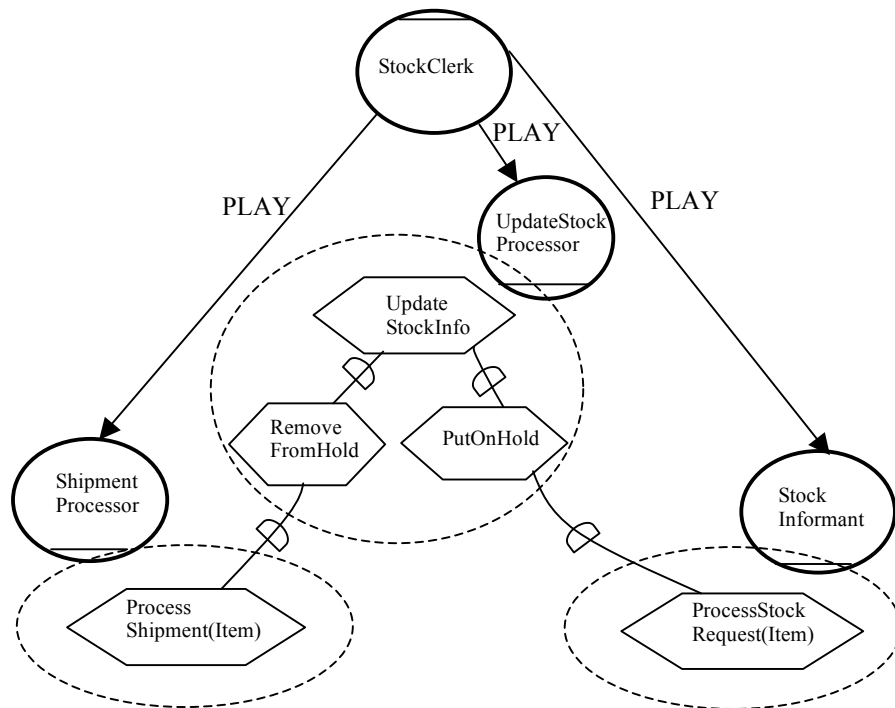 StockClerk
PLAY
PLAY
PLAY
UpdateStock
Processor
Update
StockInfo
Remove
FromHold
PutOnHold
Shipment
Processor
Stock
Informant
Process
Shipment(Item)
ProcessStock
Request(Item)